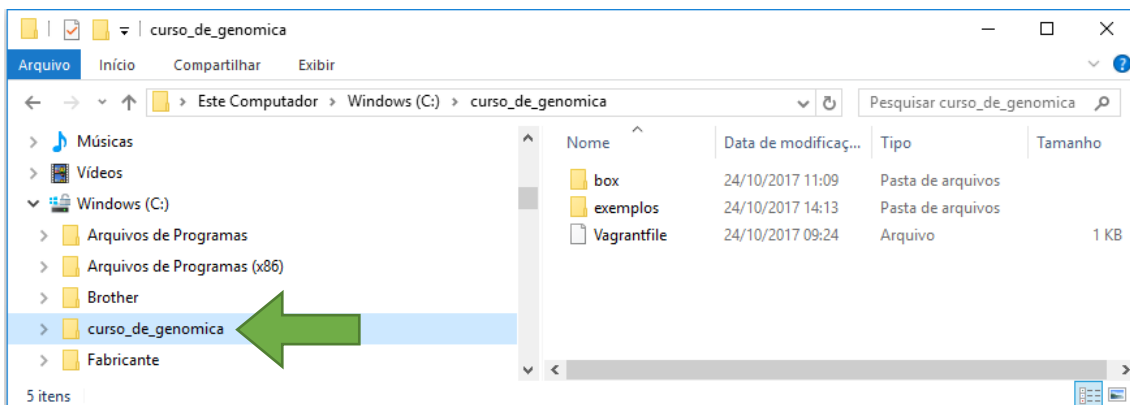 curso_de_genomica
Arquivo Início Compartilhar Exibir
Este Computador > Windows (C:) > curso_de_genomica
Pesquisar curso_de_genomica
Músicas
Vídeos
Windows (C:)
Arquivos de Programas
Arquivos de Programas (x86)
Brother
curso_de_genomica
Fabricante
Nome Data de modificaç... Tipo Tamanho
box 24/10/2017 11:09 Pasta de arquivos
exemplos 24/10/2017 14:13 Pasta de arquivos
Vagrantfile 24/10/2017 09:24 Arquivo 1 KB
5 itens